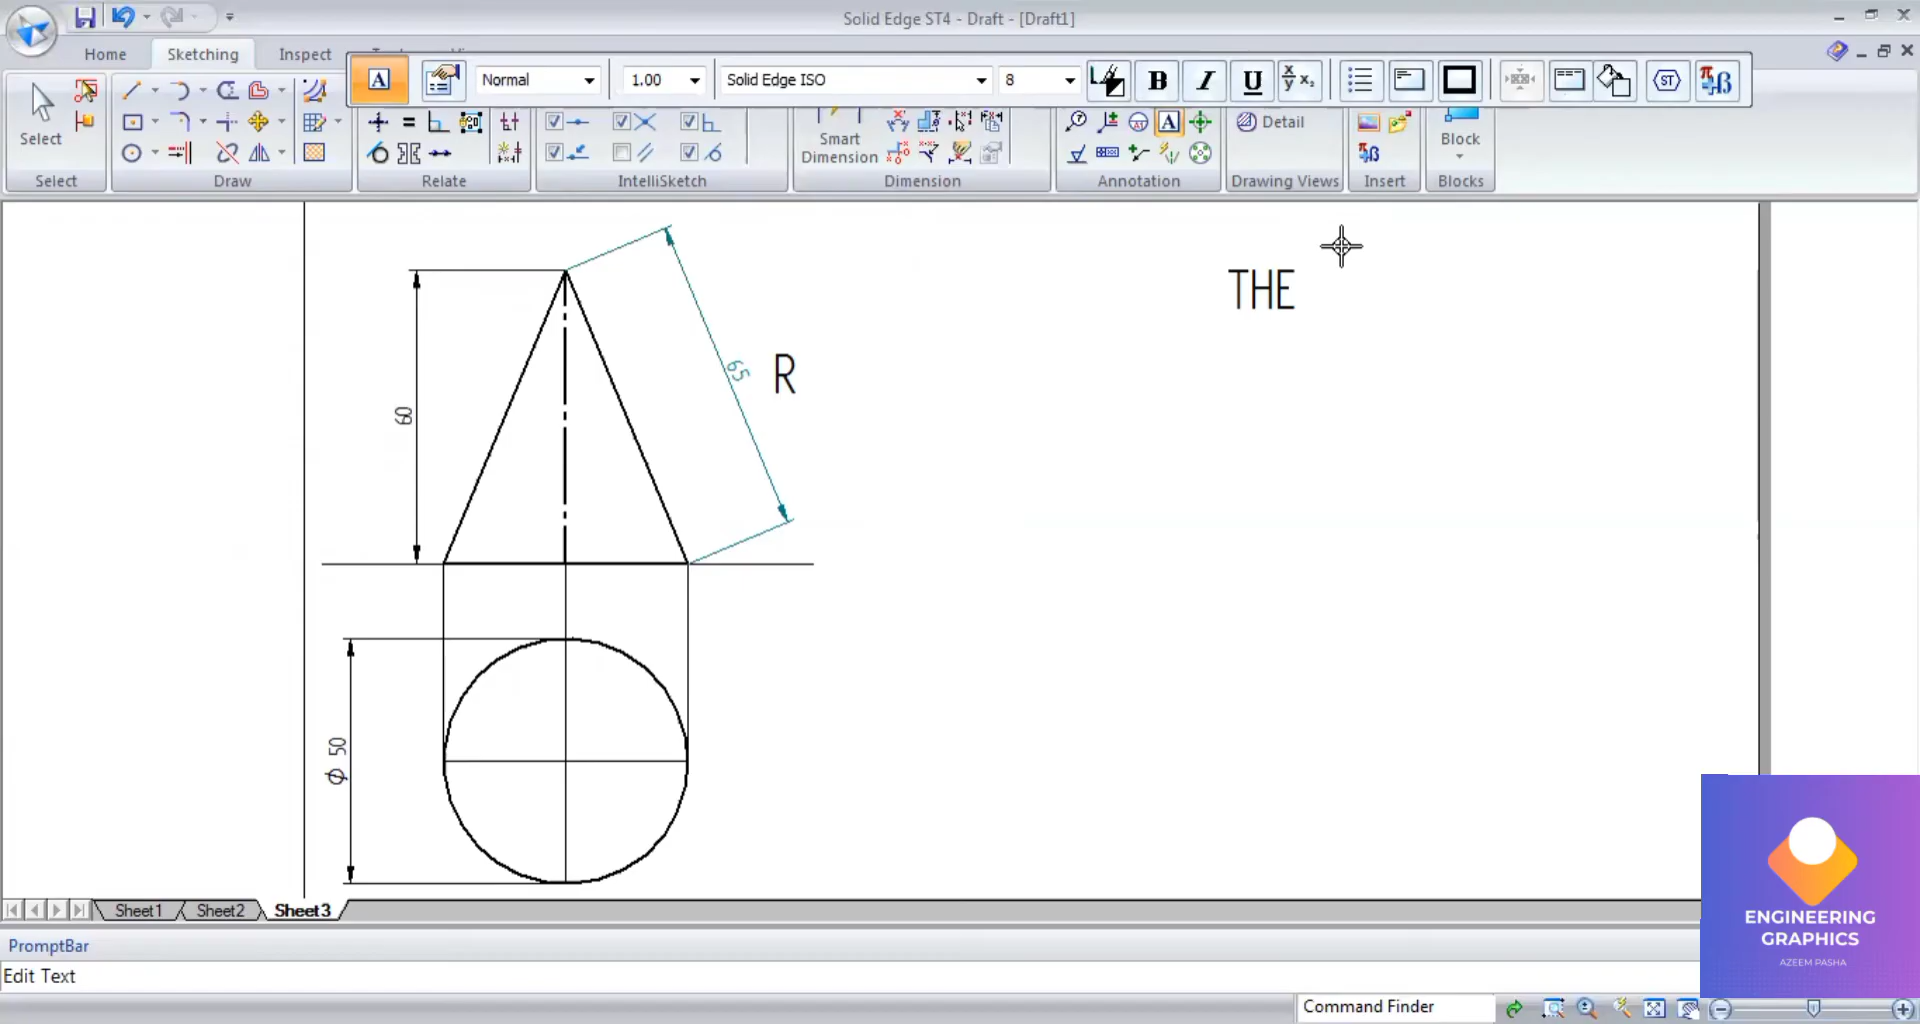 Solid Edge ST4 - Draft - [Draft1]
Home
Sketching
Inspect
A
Normal
1.00
Solid Edge ISO
8
B
I
U
Select
Smart
Dimension
A
Detail
Block
Select
Draw
Relate
IntelliSketch
Dimension
Annotation
Drawing Views
Insert
Blocks
THE
65
R
60
ϕ 50
Sheet1
Sheet2
Sheet3
ENGINEERING
GRAPHICS
AZEEM PASHA
PromptBar
Edit Text
Command Finder